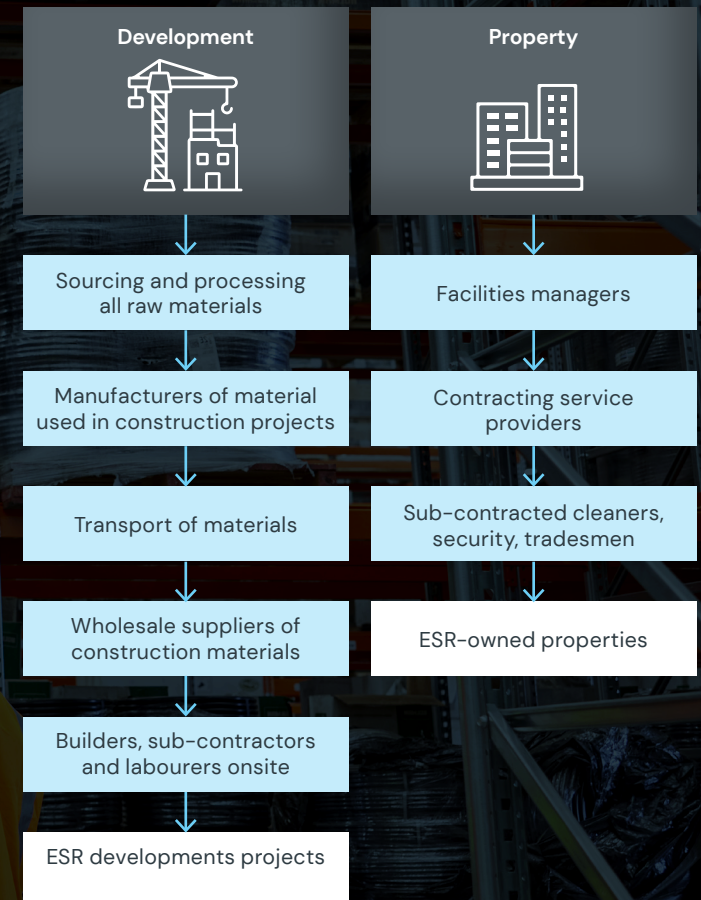 Development
Sourcing and processing
all raw materials
Manufacturers of material
used in construction projects
Transport of materials
Wholesale suppliers of
construction materials
Builders, sub-contractors
and labourers onsite
ESR developments projects
Property
Facilities managers
Contracting service
providers
Sub-contracted cleaners,
security, tradesmen
ESR-owned properties